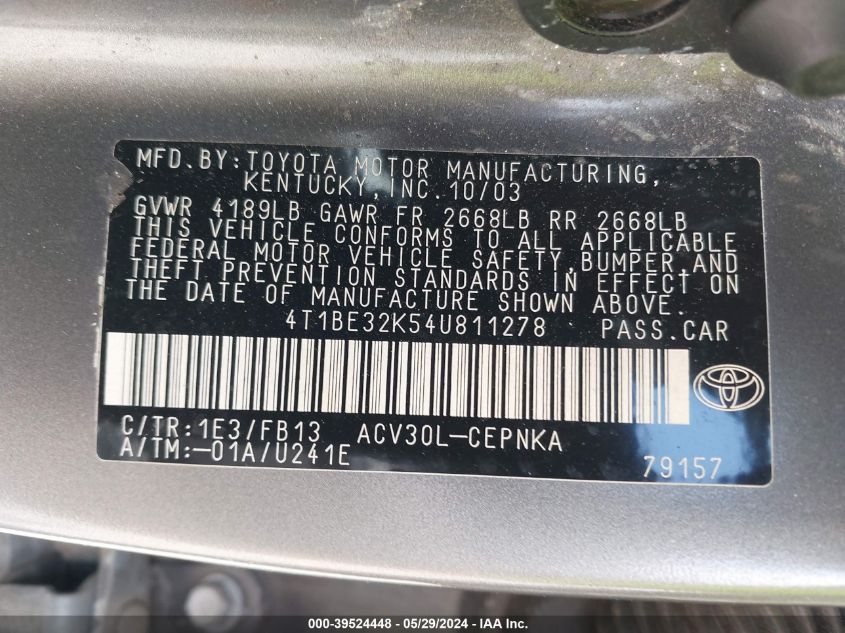 MFD. BY: TOYOTA MOTOR MANUFACTURING,
KENTUCKY, INC. 10/03
GVWR 4189LB GAWR FR 2668LB RR 2668LB
THIS VEHICLE CONFORMS TO ALL APPLICABLE
FEDERAL MOTOR VEHICLE SAFETY, BUMPER, AND
THEFT PREVENTION STANDARDS IN EFFECT ON
THE DATE OF MANUFACTURE SHOWN ABOVE.
4T1BE32K54U811278 PASS. CAR
C/TR: 1E3/FB13 ACV30L-CEPNKA
A/TM: -01A/U241E
79157
000-39524448 - 05/29/2024 - IAA Inc.